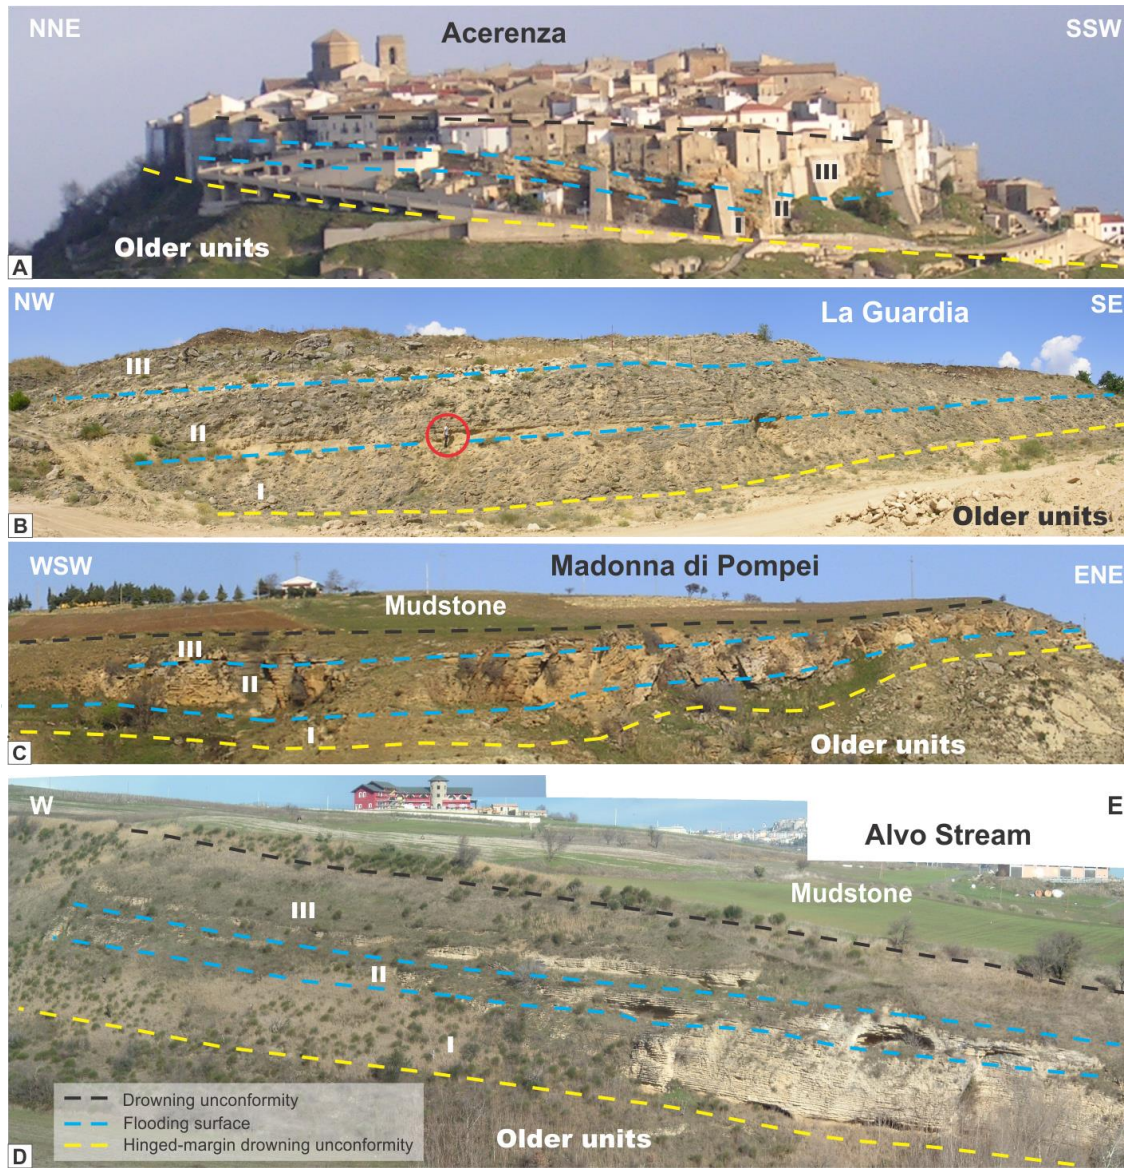 NNE
Acerenza
SSW
III
II
I
Older units
A
NW
La Guardia
SE
III
II
I
Older units
B
WSW
Madonna di Pompei
ENE
Mudstone
III
II
I
Older units
C
W
E
Alvo Stream
Mudstone
III
II
I
Drowning unconformity
Flooding surface
Hinged-margin drowning unconformity
Older units
D